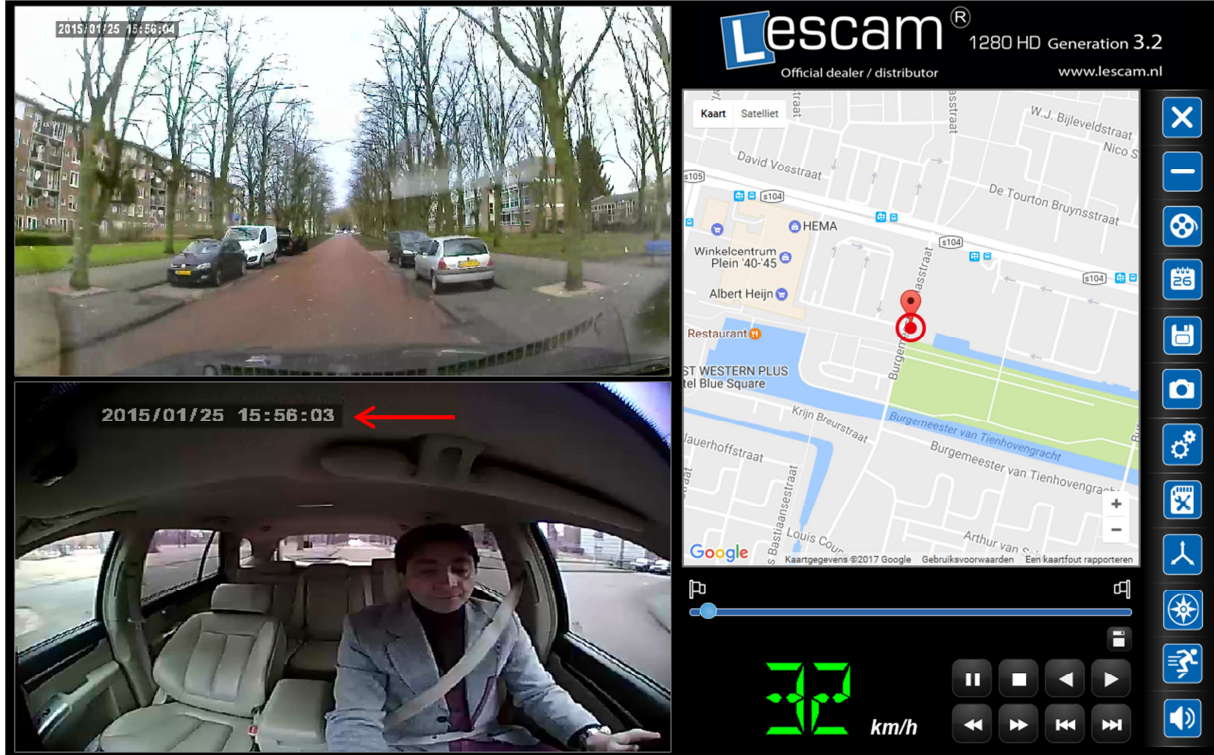 2015/01/25 15:56:04
2015/01/25 15:56:03
Lescam ®
1280 HD Generation 3.2
Official dealer / distributor
www.lescam.nl
Kaart Satelliet
W.J. Bijleveldstraat
Nico S
David Vosstraat
s105
s104
De Tourton Bruynsstraat
HEMA
s104
Winkelcentrum
Plein '40-'45
s104
Albert Heijn
Restaurant
ST WESTERN PLUS
tel Blue Square
Krijn Breurstraat
Burgemeester van Tienhovengracht
Burgemeester van Tienhovengrac
lauerhoffstraat
s Bastiaansestraat
Louis Cou
Arthur van S
Google
Kaartgegevens ©2017 Google Gebruiksvoorwaarden Een kaartfout rapporteren
26
32 km/h